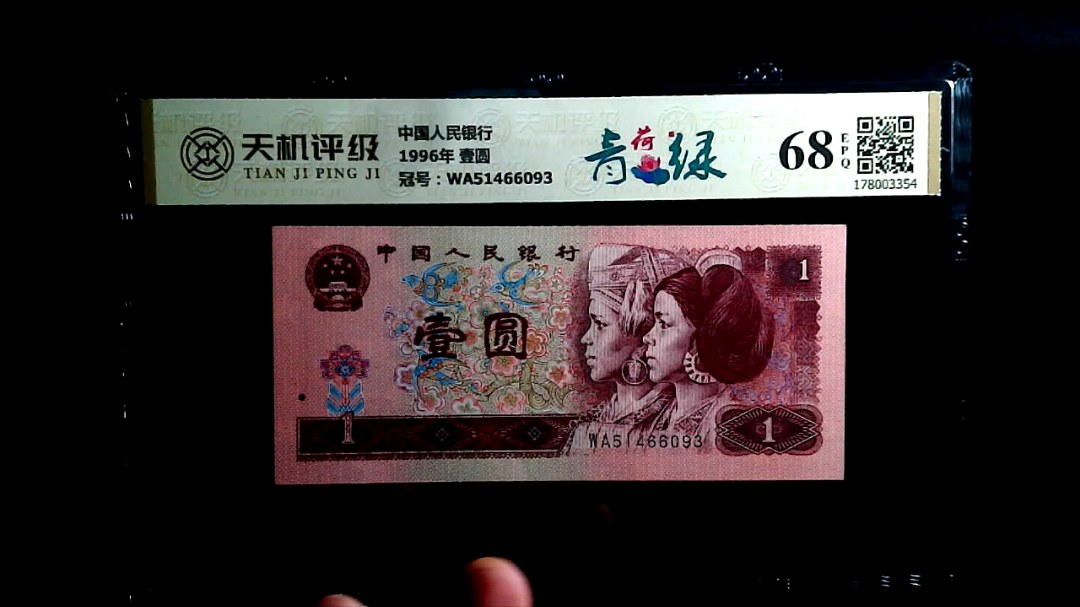 天机评级
TIAN JI PING JI
中国人民银行
1996年 壹圆
冠号：WA51466093
青荷绿
68
EPQ
178003354
中国人民银行
1
壹圆
1
WA51466093
1